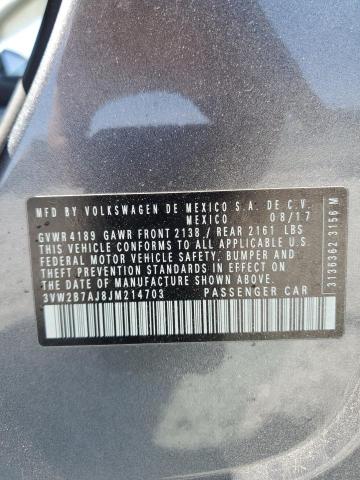 MFD BY VOLKSWAGEN DE MEXICO S.A. DE C.V.
MEXICO 08/17
GVWR 4189 GAWR FRONT 2138 / REAR 2161 LBS
THIS VEHICLE CONFORMS TO ALL APPLICABLE U.S.
FEDERAL MOTOR VEHICLE SAFETY, BUMPER, AND
THEFT PREVENTION STANDARDS IN EFFECT ON THE
DATE OF MANUFACTURE SHOWN ABOVE
3VW2B7AJ8JM214703 PASSENGER CAR
3136362 3156 M